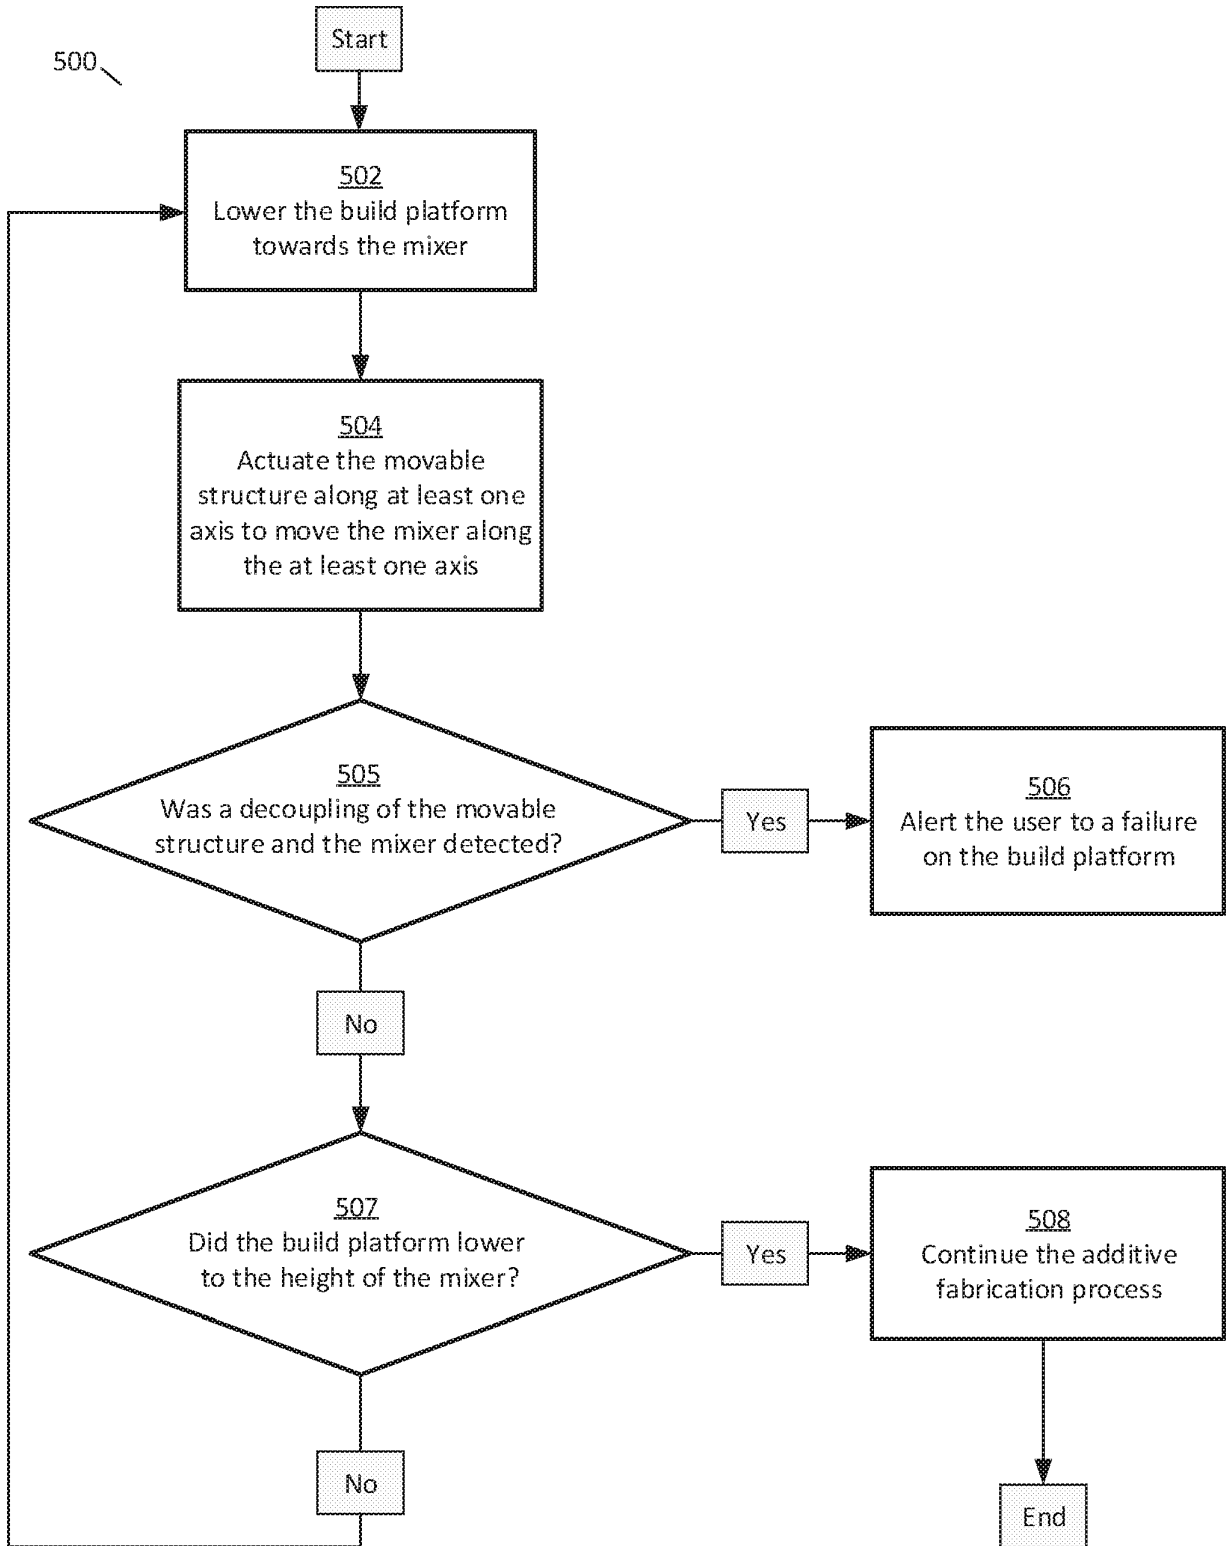 Start
500
502
Lower the build platform
towards the mixer
504
Actuate the movable
structure along at least one
axis to move the mixer along
the at least one axis
505
Was a decoupling of the movable
structure and the mixer detected?
Yes
506
Alert the user to a failure
on the build platform
No
507
Did the build platform lower
to the height of the mixer?
Yes
508
Continue the additive
fabrication process
No
End